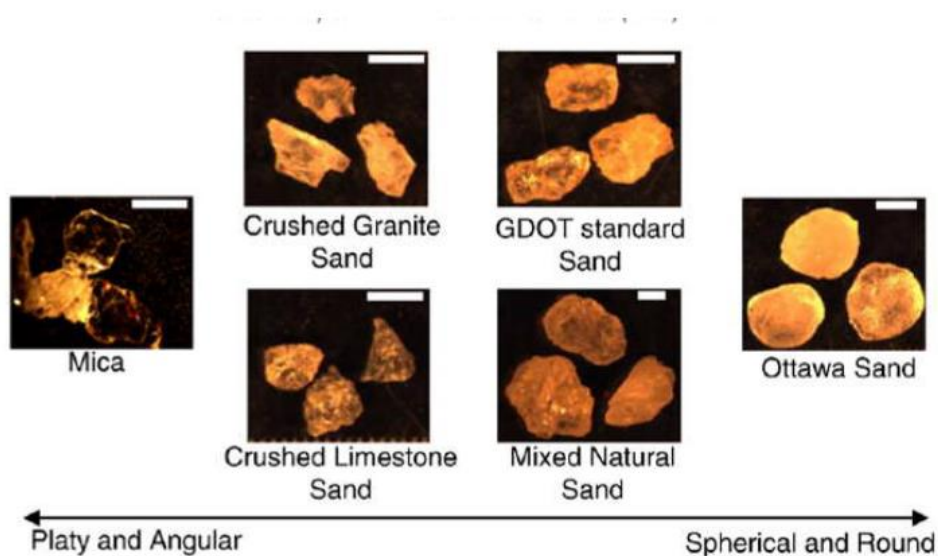 Crushed Granite
Sand
GDOT standard
Sand
Mica
Ottawa Sand
Crushed Limestone
Sand
Mixed Natural
Sand
Platy and Angular
Spherical and Round